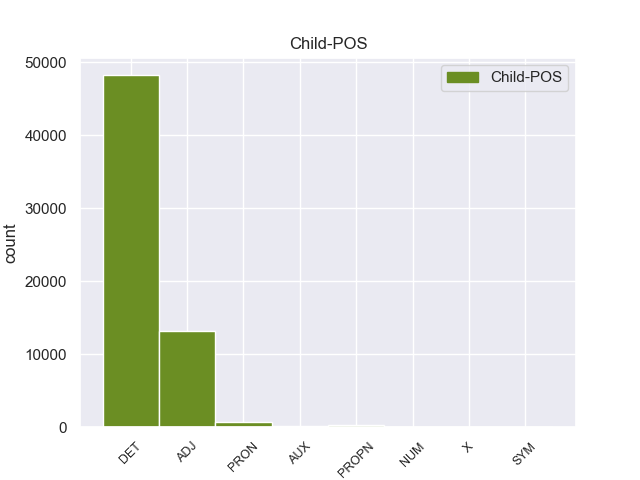 Child-POS
Child-POS
50000
40000
30000
20000
10000
0
count
DET
ADJ
PRON
AUX
PROPN
NUM
X
SYM